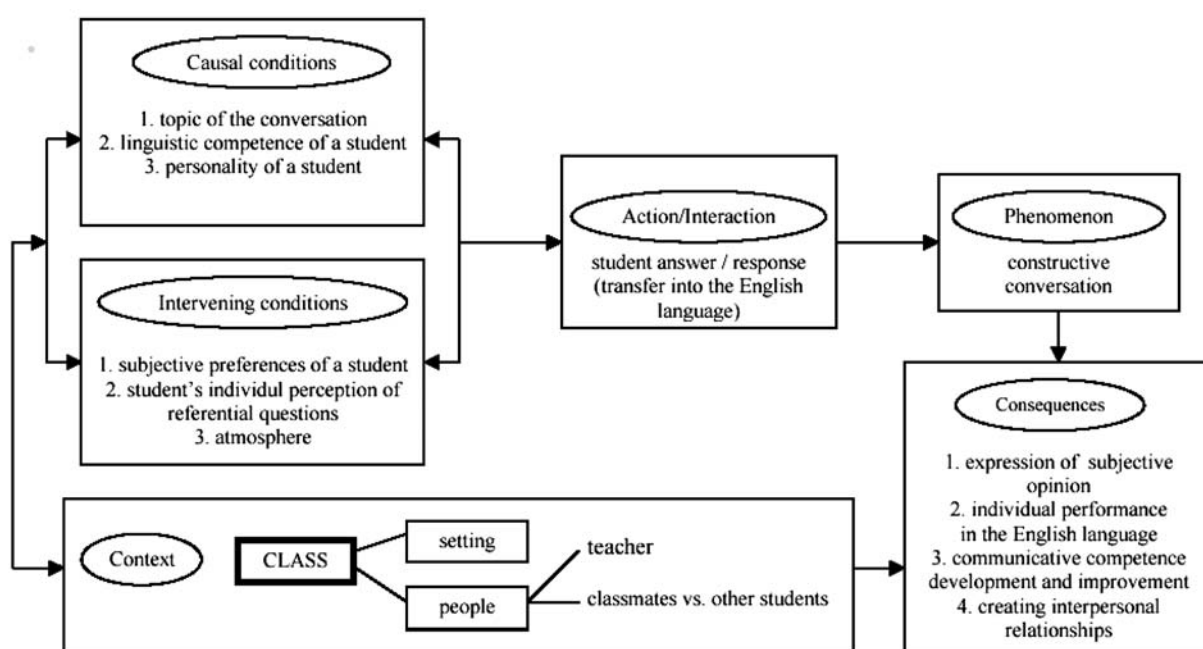 Causal conditions
1. topic of the conversation
2. linguistic competence of a student
3. personality of a student
Intervening conditions
1. subjective preferences of a student
2. student's individul perception of
referential questions
3. atmosphere
Action/Interaction
student answer / response
(transfer into the English
language)
Phenomenon
constructive
conversation
Consequences
1. expression of subjective
opinion
2. individual performance
in the English language
3. communicative competence
development and improvement
4. creating interpersonal
relationships
Context
CLASS
setting
people
teacher
classmates vs. other students